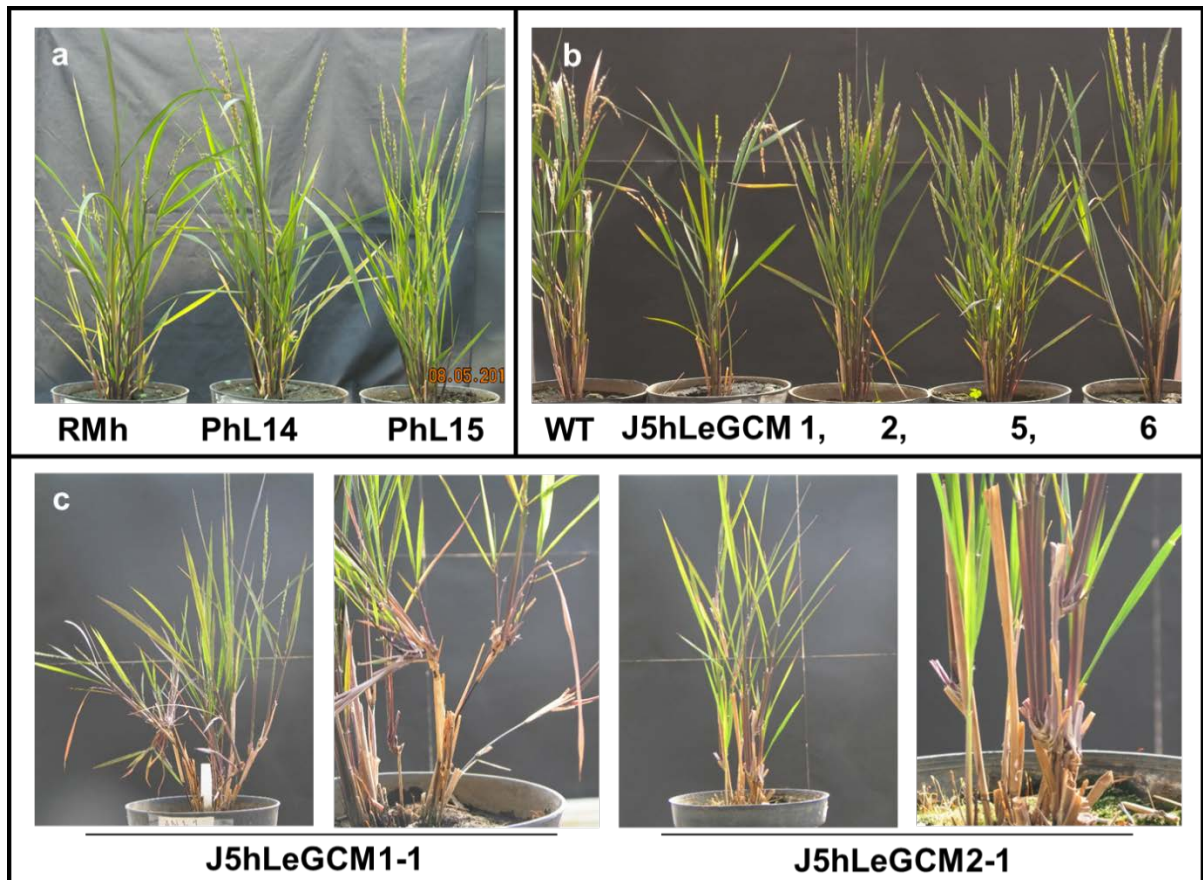 a
08.05.201
RMh PhL14 PhL15
b
WT J5hLeGCM 1, 2, 5, 6
c
J5hLeGCM1-1
J5hLeGCM2-1